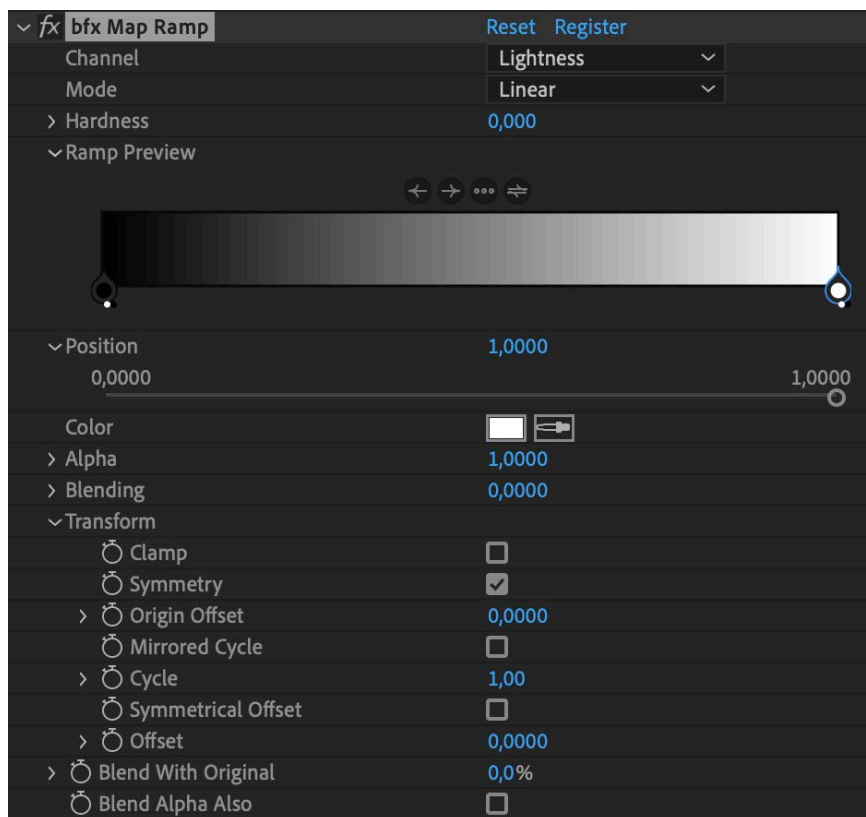 fx bfx Map Ramp Reset Register
Channel Lightness
Mode Linear
Hardness 0,000
Ramp Preview
Position 1,0000
0,0000 1,0000
Color
Alpha 1,0000
Blending 0,0000
Transform
Clamp
Symmetry
Origin Offset 0,0000
Mirrored Cycle
Cycle 1,00
Symmetrical Offset
Offset 0,0000
Blend With Original 0,0%
Blend Alpha Also